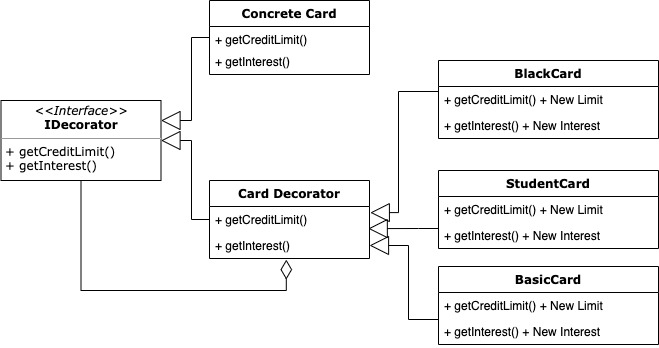 Concrete Card
+ getCreditLimit()
+ getInterest()
<<Interface>>
IDecorator
+ getCreditLimit()
+ getInterest()
Card Decorator
+ getCreditLimit()
+ getInterest()
BlackCard
+ getCreditLimit() + New Limit
+ getInterest() + New Interest
StudentCard
+ getCreditLimit() + New Limit
+ getInterest() + New Interest
BasicCard
+ getCreditLimit() + New Limit
+ getInterest() + New Interest